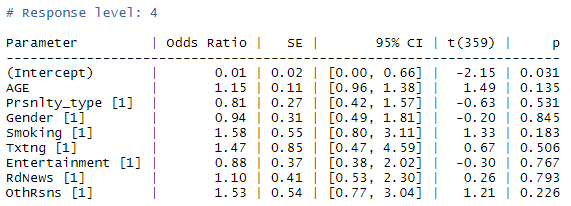 # Response level: 4
Parameter | Odds Ratio | SE | 95% CI | t(359) | p
-----------------------------------------------------------------------
(Intercept) | 0.01 | 0.02 | [0.00, 0.66] | -2.15 | 0.031
AGE | 1.15 | 0.11 | [0.96, 1.38] | 1.49 | 0.135
Prsnlty_type [1] | 0.81 | 0.27 | [0.42, 1.57] | -0.63 | 0.531
Gender [1] | 0.94 | 0.31 | [0.49, 1.81] | -0.20 | 0.845
Smoking [1] | 1.58 | 0.55 | [0.80, 3.11] | 1.33 | 0.183
Txtng [1] | 1.47 | 0.85 | [0.47, 4.59] | 0.67 | 0.506
Entertainment [1] | 0.88 | 0.37 | [0.38, 2.02] | -0.30 | 0.767
RdNews [1] | 1.10 | 0.41 | [0.53, 2.30] | 0.26 | 0.793
OthRsns [1] | 1.53 | 0.54 | [0.77, 3.04] | 1.21 | 0.226